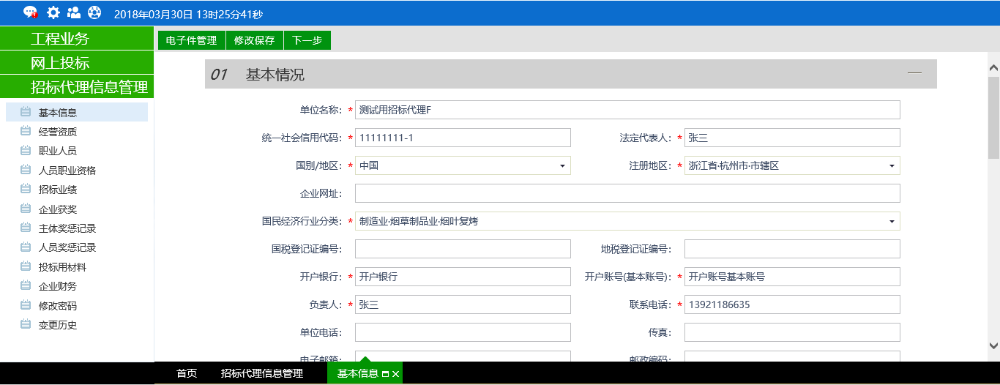 2018年03月30日 13时25分41秒
工程业务
网上投标
招标代理信息管理
基本信息
经营资质
职业人员
人员职业资格
招标业绩
企业获奖
主体奖惩记录
人员奖惩记录
投标用材料
企业财务
修改密码
变更历史
电子件管理 修改保存 下一步
01 基本情况
单位名称：* 测试用招标代理F
统一社会信用代码：* 11111111-1 法定代表人：* 张三
国别/地区：* 中国 注册地区：* 浙江省·杭州市·市辖区
企业网址：
国民经济行业分类：* 制造业·烟草制品业·烟叶复烤
国税登记证编号： 地税登记证编号：
开户银行：* 开户银行 开户账号(基本账号)：* 开户账号基本账号
负责人：* 张三 联系电话：* 13921186635
单位电话： 传真：
电子邮箱： 邮政编码：
首页 招标代理信息管理 基本信息